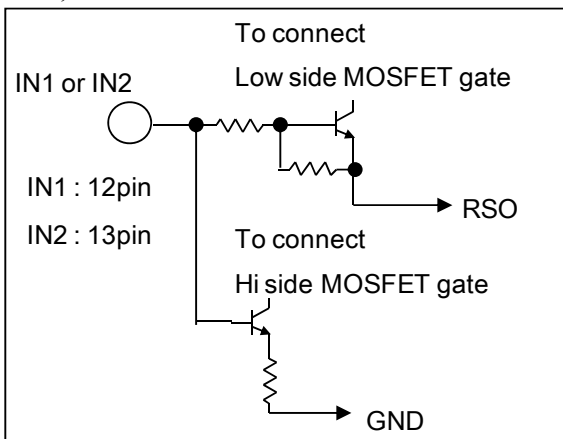 To connect
Low side MOSFET gate
IN1 or IN2
RSO
IN1 : 12pin
IN2 : 13pin
To connect
Hi side MOSFET gate
GND